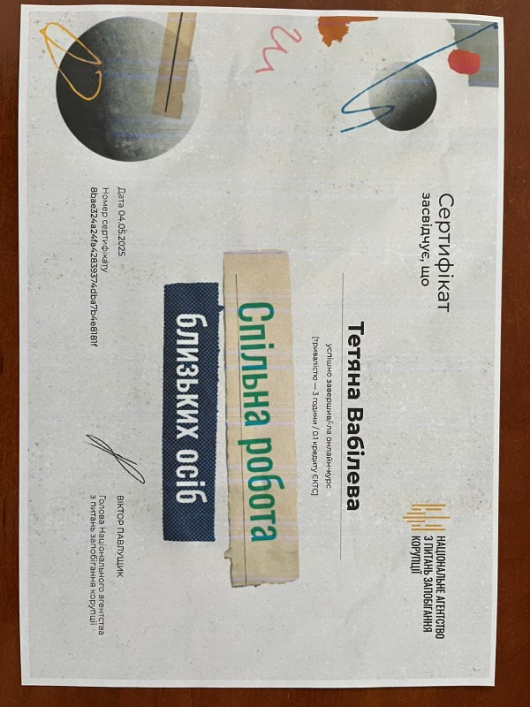 Сертифікат
засвідчує, що
НАЦІОНАЛЬНЕ АГЕНТСТВО
З ПИТАНЬ ЗАПОБІГАННЯ
КОРУПЦІЇ
Тетяна Вабілева
успішно завершив/ла онлайн-курс
[тривалістю — 3 години / 0.1 кредиту ЄКТС]
Спільна робота
близьких осіб
Дата 04.05.2025
Номер сертифікату
ВІКТОР ПАВЛУЩИК
Голова Національного агентства
з питань запобігання корупції